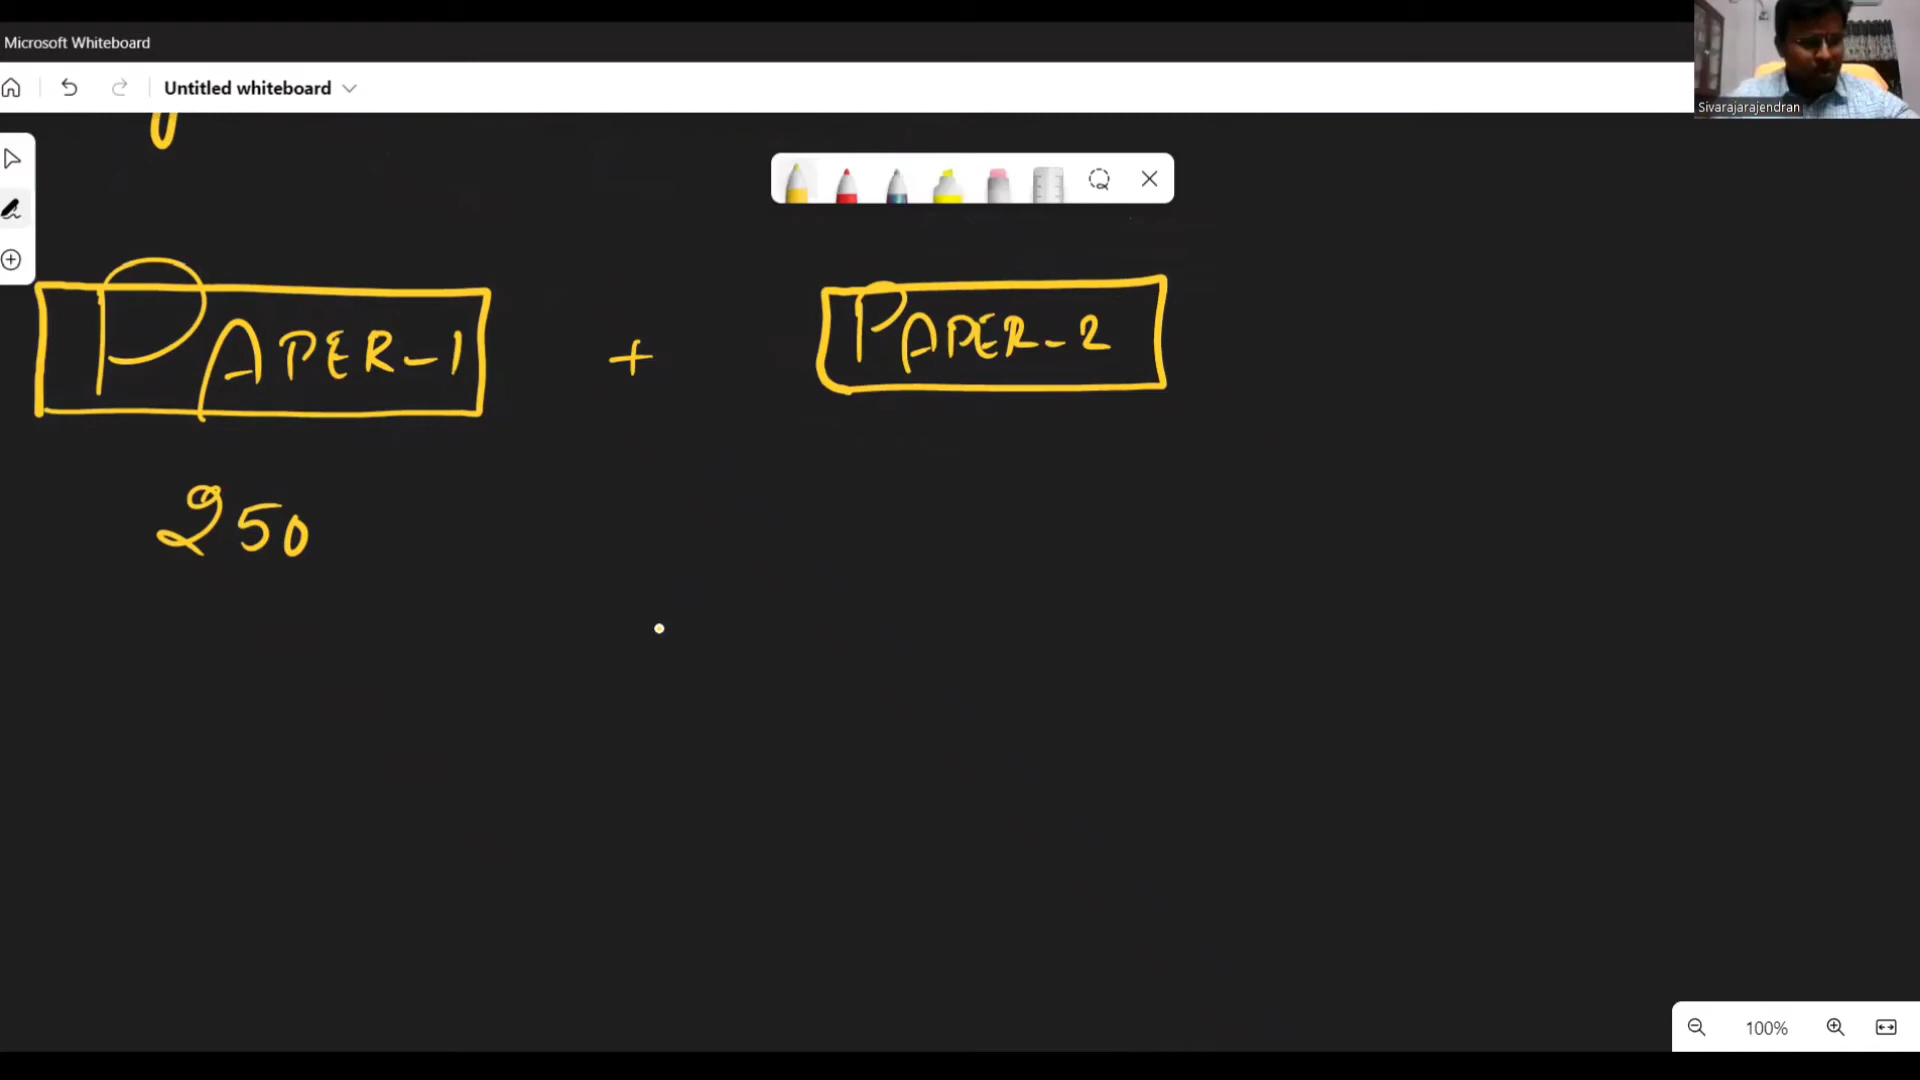 Microsoft Whiteboard
Untitled whiteboard
Sivarajarajendran
PAPER-1 + PAPER-2
250
100%